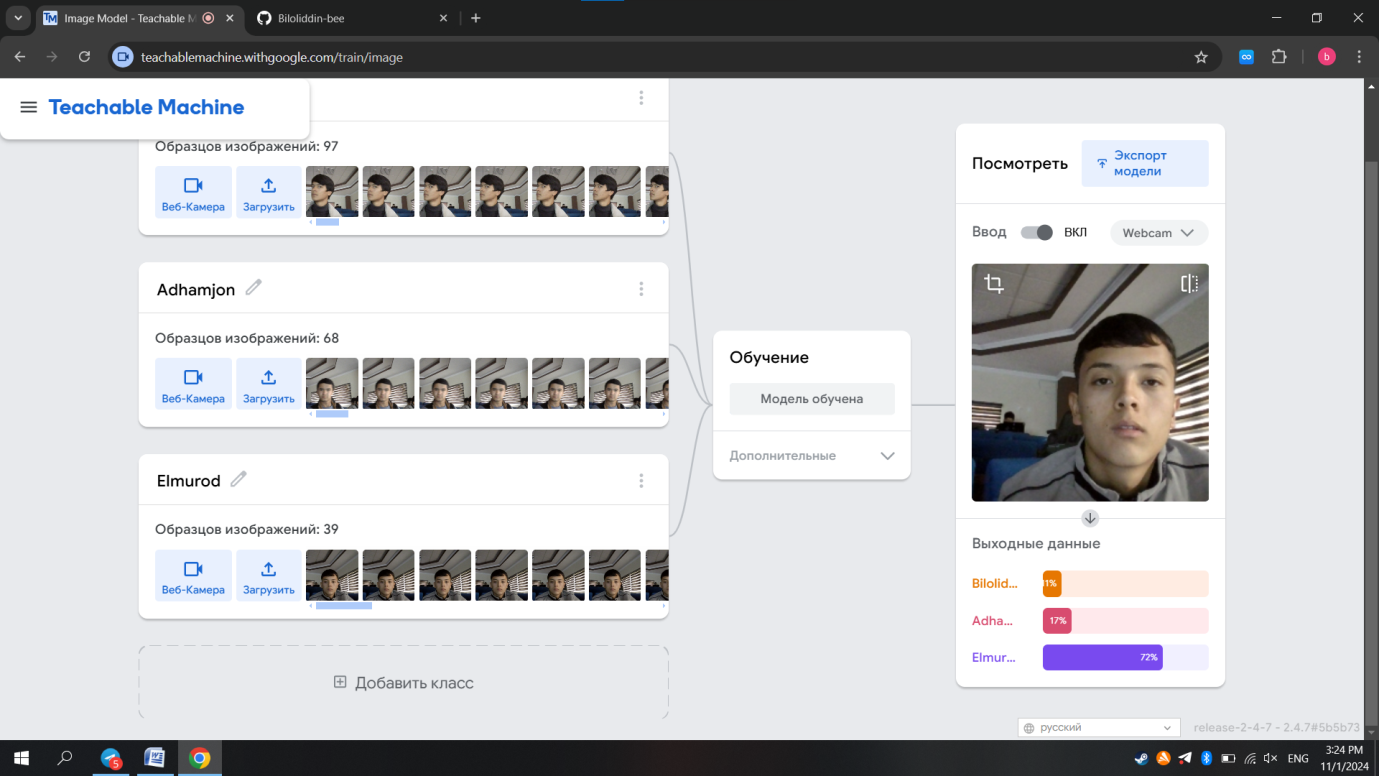 Image Model - Teachable M
Biloliddin-bee
teachablemachine.withgoogle.com/train/image
b
Teachable Machine
Образцов изображений: 97
Веб-Камера
Загрузить
Adhamjon
Образцов изображений: 68
Веб-Камера
Загрузить
Elmurod
Образцов изображений: 39
Веб-Камера
Загрузить
Добавить класс
Обучение
Модель обучена
Дополнительные
Посмотреть
Экспорт
модели
Ввод
ВКЛ
Webcam
Выходные данные
Bilolid...
11%
Adha...
17%
Elmur...
72%
русский
release-2-4-7 - 2.4.7#5b5b73
5
ENG
3:24 PM
11/1/2024